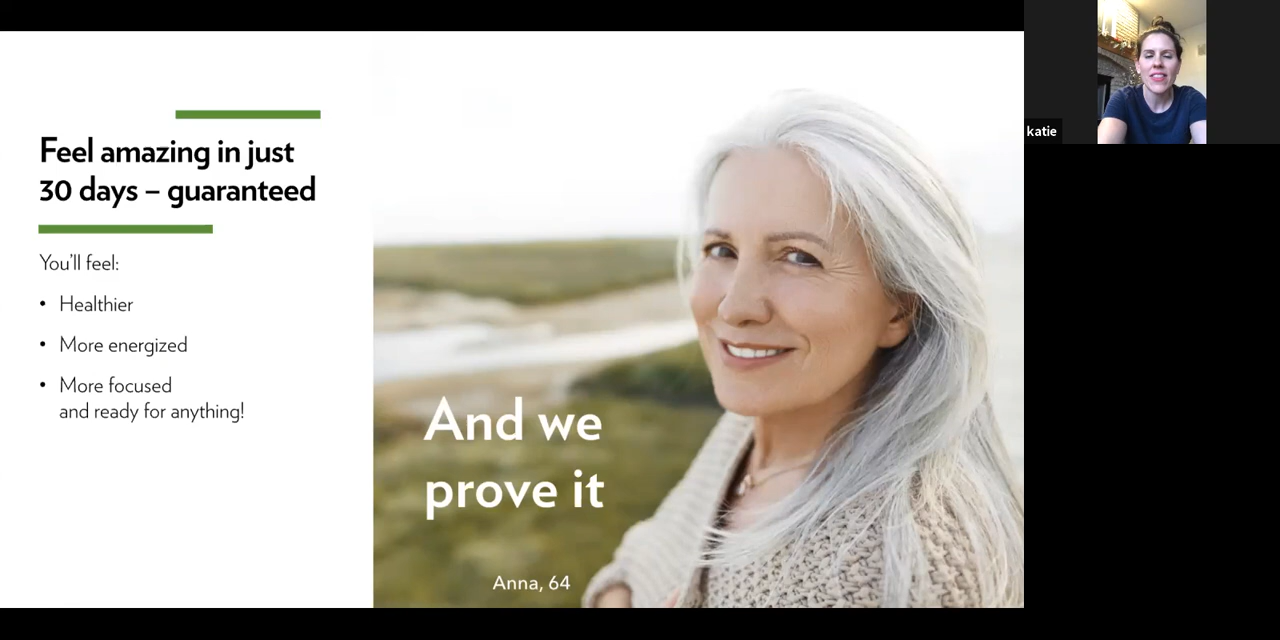 Feel amazing in just
30 days – guaranteed
You'll feel:
• Healthier
• More energized
• More focused
and ready for anything!
And we
prove it
Anna, 64
katie